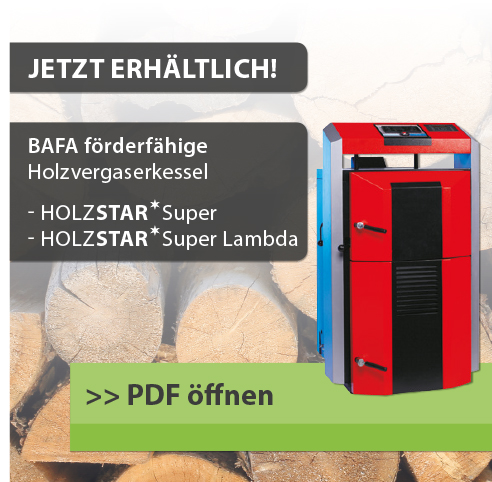 JETZT ERHÄLTLICH!
BAFA förderfähige
Holzvergaserkessel
- HOLZSTAR* Super
- HOLZSTAR* Super Lambda
>> PDF öffnen